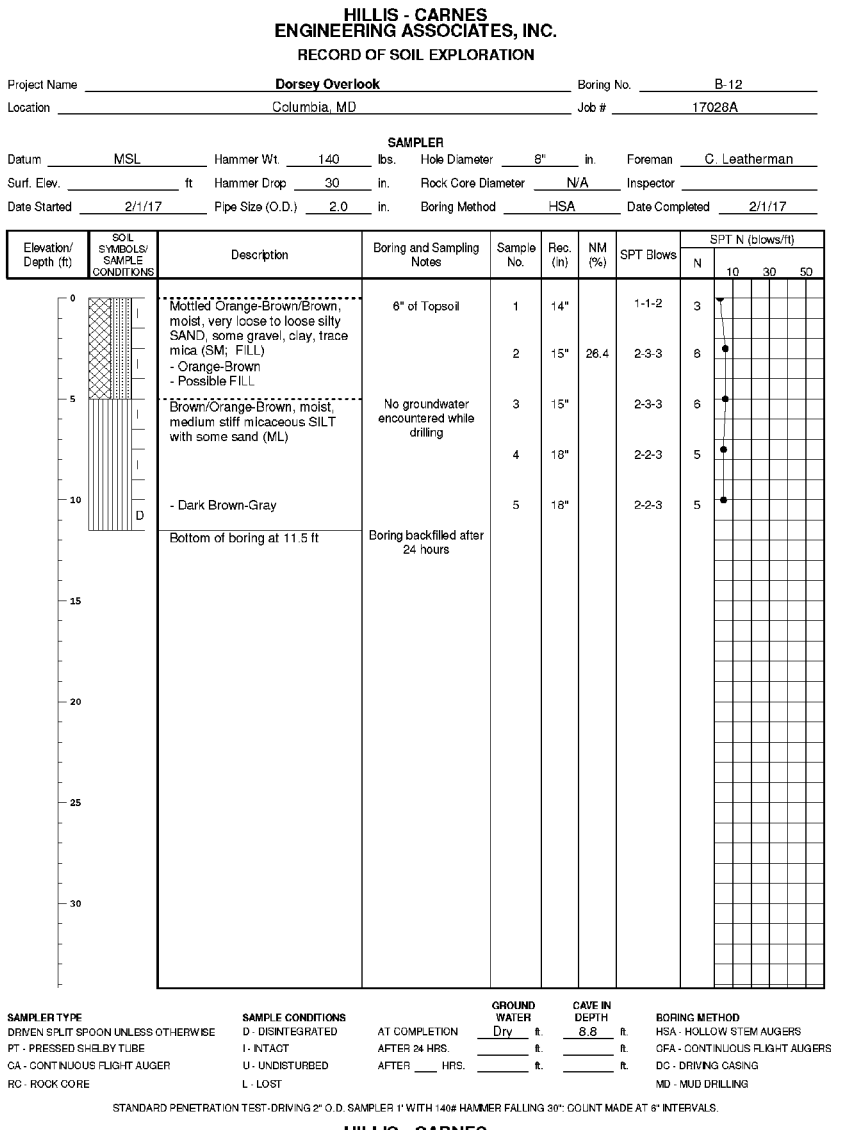 HILLIS - CARNES
ENGINEERING ASSOCIATES, INC.
RECORD OF SOIL EXPLORATION
Project Name Dorsey Overlook Boring No. B-12
Location Columbia, MD Job # 17028A
SAMPLER
Datum MSL Hammer Wt. 140 lbs. Hole Diameter 8" in. Foreman C. Leatherman
Surf. Elev. ft Hammer Drop 30 in. Rock Core Diameter N/A Inspector
Date Started 2/1/17 Pipe Size (O.D.) 2.0 in. Boring Method HSA Date Completed 2/1/17
Elevation/
Depth (ft)
SOIL
SYMBOLS/
SAMPLE
CONDITIONS
Description
Boring and Sampling
Notes
Sample
No.
Rec.
(in)
NM
(%)
SPT Blows
SPT N (blows/ft)
N
10 30 50
0
Mottled Orange-Brown/Brown,
moist, very loose to loose silty
SAND, some gravel, clay, trace
mica (SM; FILL)
- Orange-Brown
- Possible FILL
6" of Topsoil
I
1 14" 1-1-2 3
I
2 15" 26.4 2-3-3 6
5
Brown/Orange-Brown, moist,
medium stiff micaceous SILT
with some sand (ML)
No groundwater
encountered while
drilling
I
3 15" 2-3-3 6
I
4 18" 2-2-3 5
10
- Dark Brown-Gray
D
5 18" 2-2-3 5
Bottom of boring at 11.5 ft
Boring backfilled after
24 hours
15
20
25
30
SAMPLER TYPE
DRIVEN SPLIT SPOON UNLESS OTHERWISE
PT - PRESSED SHELBY TUBE
CA - CONTINUOUS FLIGHT AUGER
RC - ROCK CORE
SAMPLE CONDITIONS
D - DISINTEGRATED
I - INTACT
U - UNDISTURBED
L - LOST
GROUND
WATER
CAVE IN
DEPTH
AT COMPLETION Dry ft. 8.8 ft.
AFTER 24 HRS. ft. ft.
AFTER HRS. ft. ft.
BORING METHOD
HSA - HOLLOW STEM AUGERS
CFA - CONTINUOUS FLIGHT AUGERS
DC - DRIVING CASING
MD - MUD DRILLING
STANDARD PENETRATION TEST-DRIVING 2" O.D. SAMPLER 1' WITH 140# HAMMER FALLING 30": COUNT MADE AT 6" INTERVALS.
HILLIS - CARNES